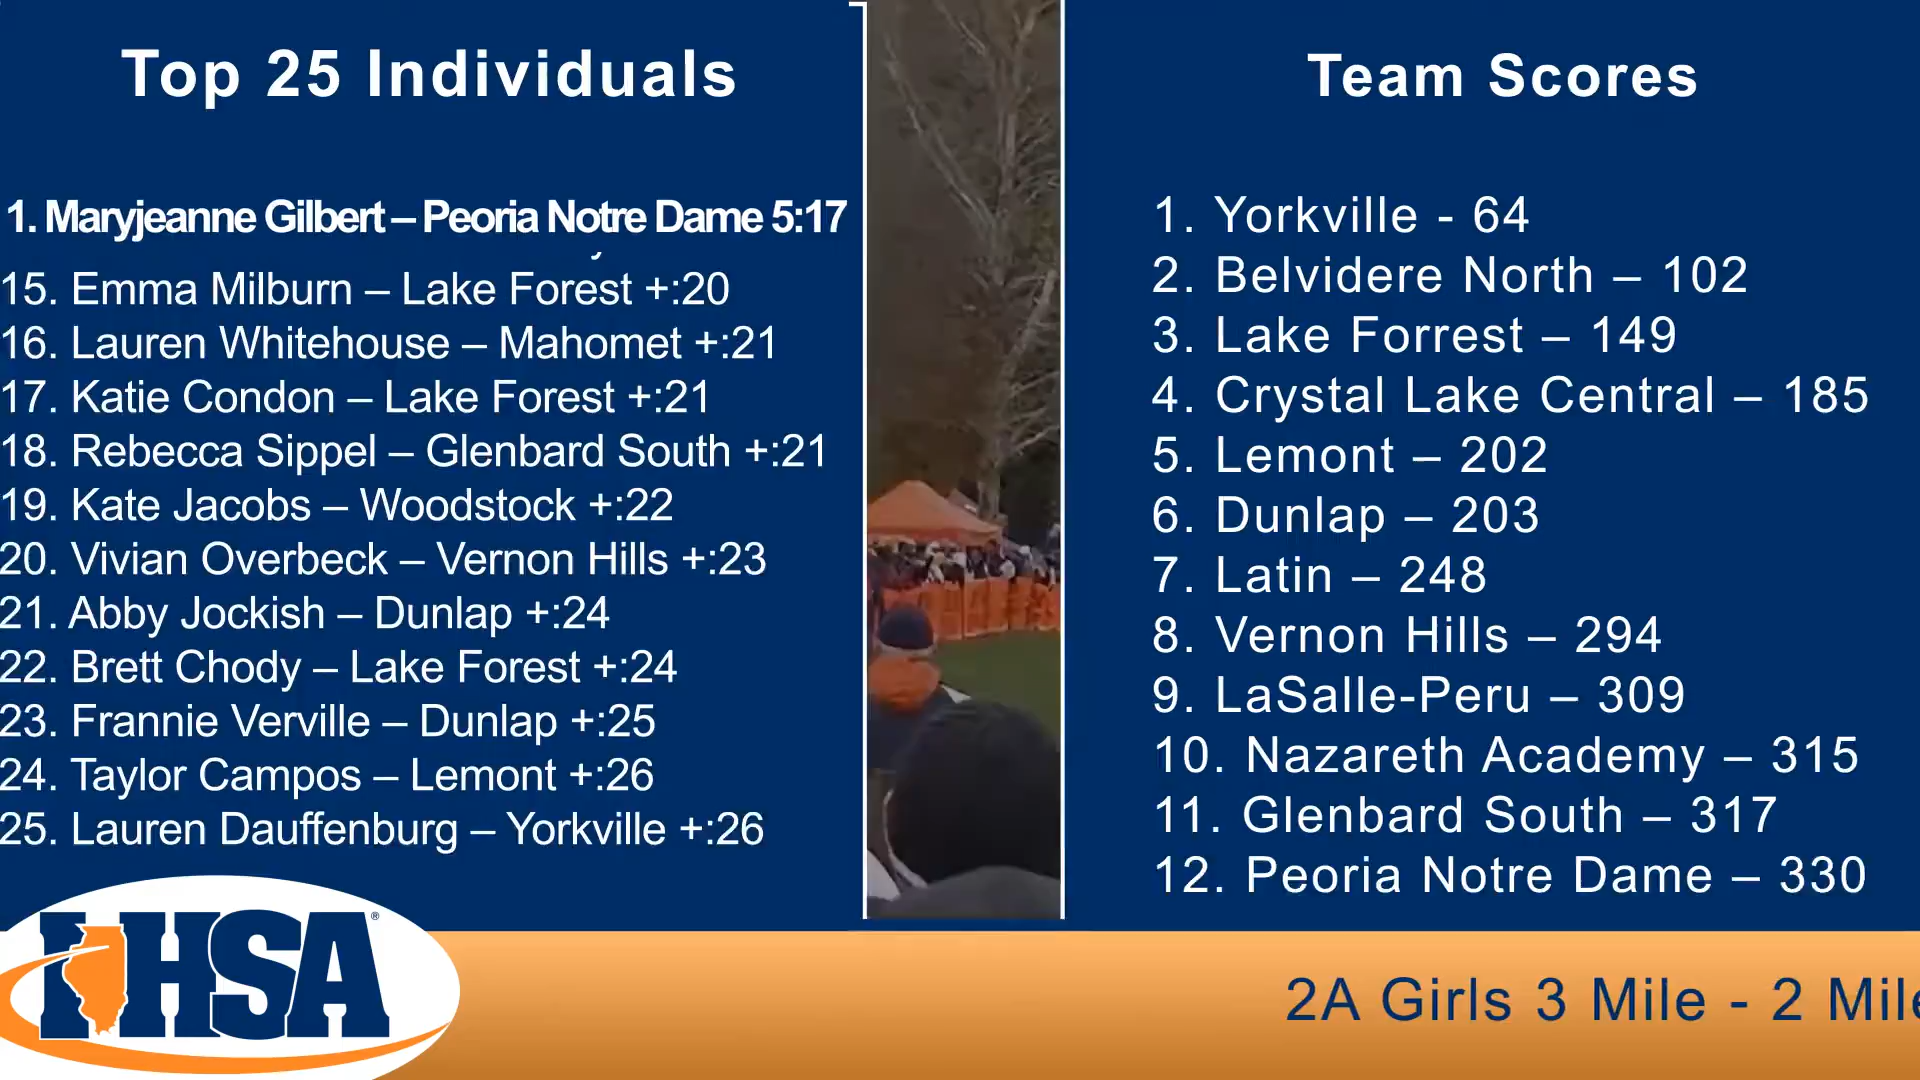 Top 25 Individuals
1. Maryjeanne Gilbert – Peoria Notre Dame 5:17
15. Emma Milburn – Lake Forest +:20
16. Lauren Whitehouse – Mahomet +:21
17. Katie Condon – Lake Forest +:21
18. Rebecca Sippel – Glenbard South +:21
19. Kate Jacobs – Woodstock +:22
20. Vivian Overbeck – Vernon Hills +:23
21. Abby Jockish – Dunlap +:24
22. Brett Chody – Lake Forest +:24
23. Frannie Verville – Dunlap +:25
24. Taylor Campos – Lemont +:26
25. Lauren Dauffenburg – Yorkville +:26
Team Scores
1. Yorkville - 64
2. Belvidere North – 102
3. Lake Forrest – 149
4. Crystal Lake Central – 185
5. Lemont – 202
6. Dunlap – 203
7. Latin – 248
8. Vernon Hills – 294
9. LaSalle-Peru – 309
10. Nazareth Academy – 315
11. Glenbard South – 317
12. Peoria Notre Dame – 330
IHSA®
2A Girls 3 Mile - 2 Mile